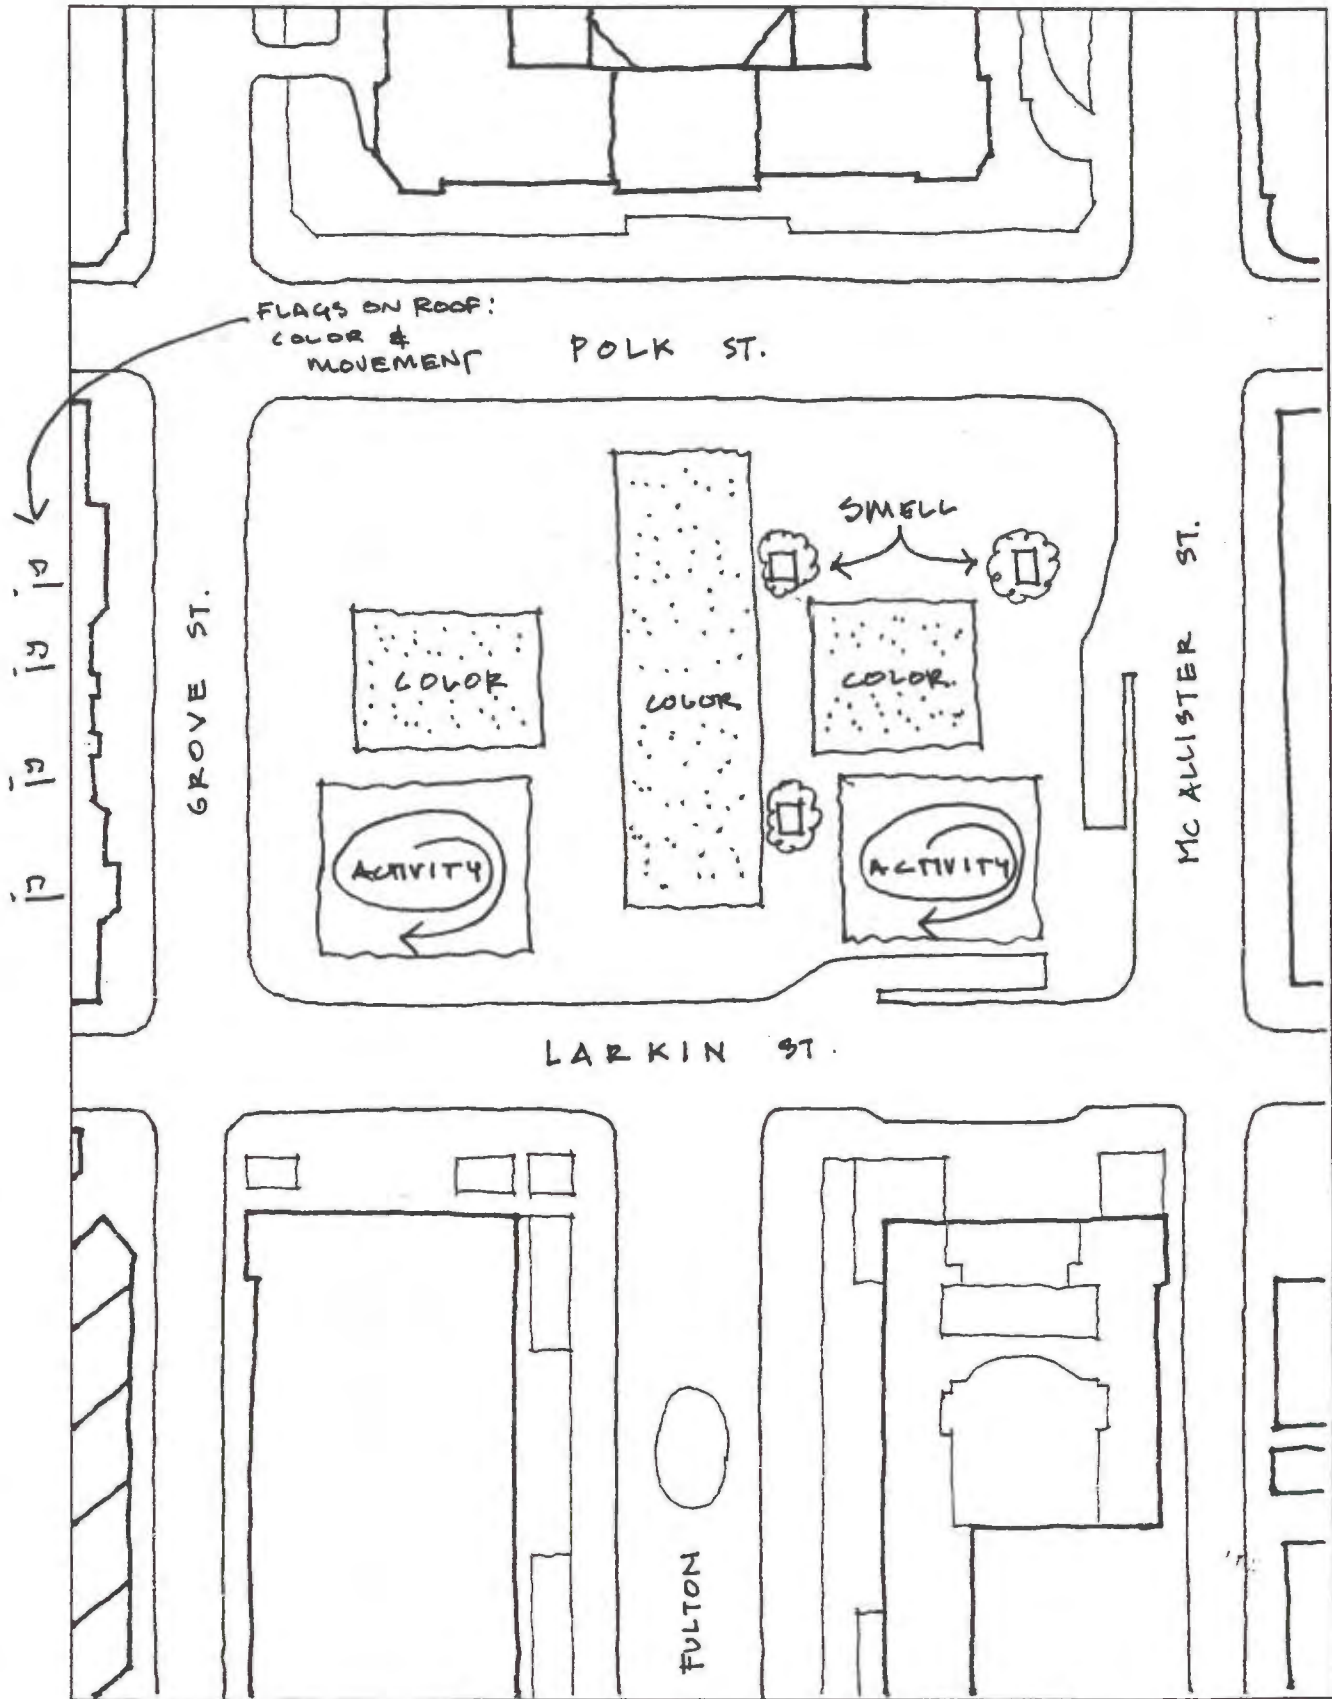 FLAGS ON ROOF:
COLOR &
MOVEMENT
POLK ST.
SMELL
GROVE ST.
MC ALLISTER ST.
COLOR
COLOR
COLOR
ACTIVITY
ACTIVITY
LARKIN ST.
FULTON